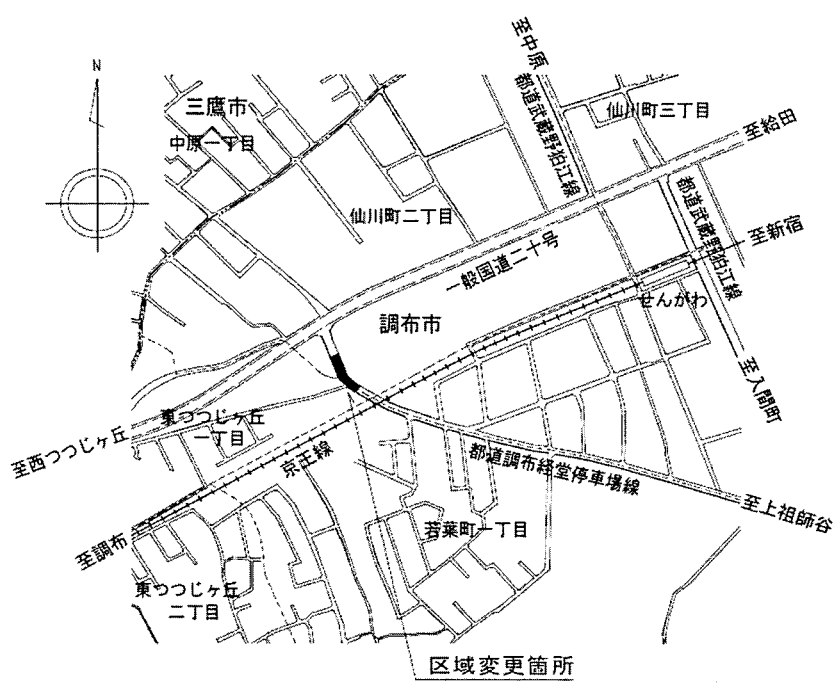 N
三鷹市
中原一丁目
至中原
都道武蔵野狛江線
仙川町三丁目
至給田
仙川町二丁目
都道武蔵野狛江線
至新宿
一般国道二十号
せんがわ
調布市
至入間町
東つつじヶ丘
一丁目
至西つつじヶ丘
京王線
都道調布経堂停車場線
至上祖師谷
至調布
若葉町一丁目
東つつじヶ丘
二丁目
区域変更箇所